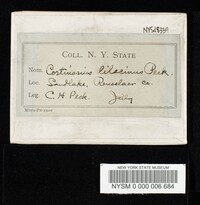 COLL. N. Y. STATE
Nom. Cortinarius lilacinus Peck.
Loc. Sandlake, Rensselaer Co.
Leg. C. H. Peck. July
NEW YORK STATE MUSEUM
NYSM 0 000 006 684